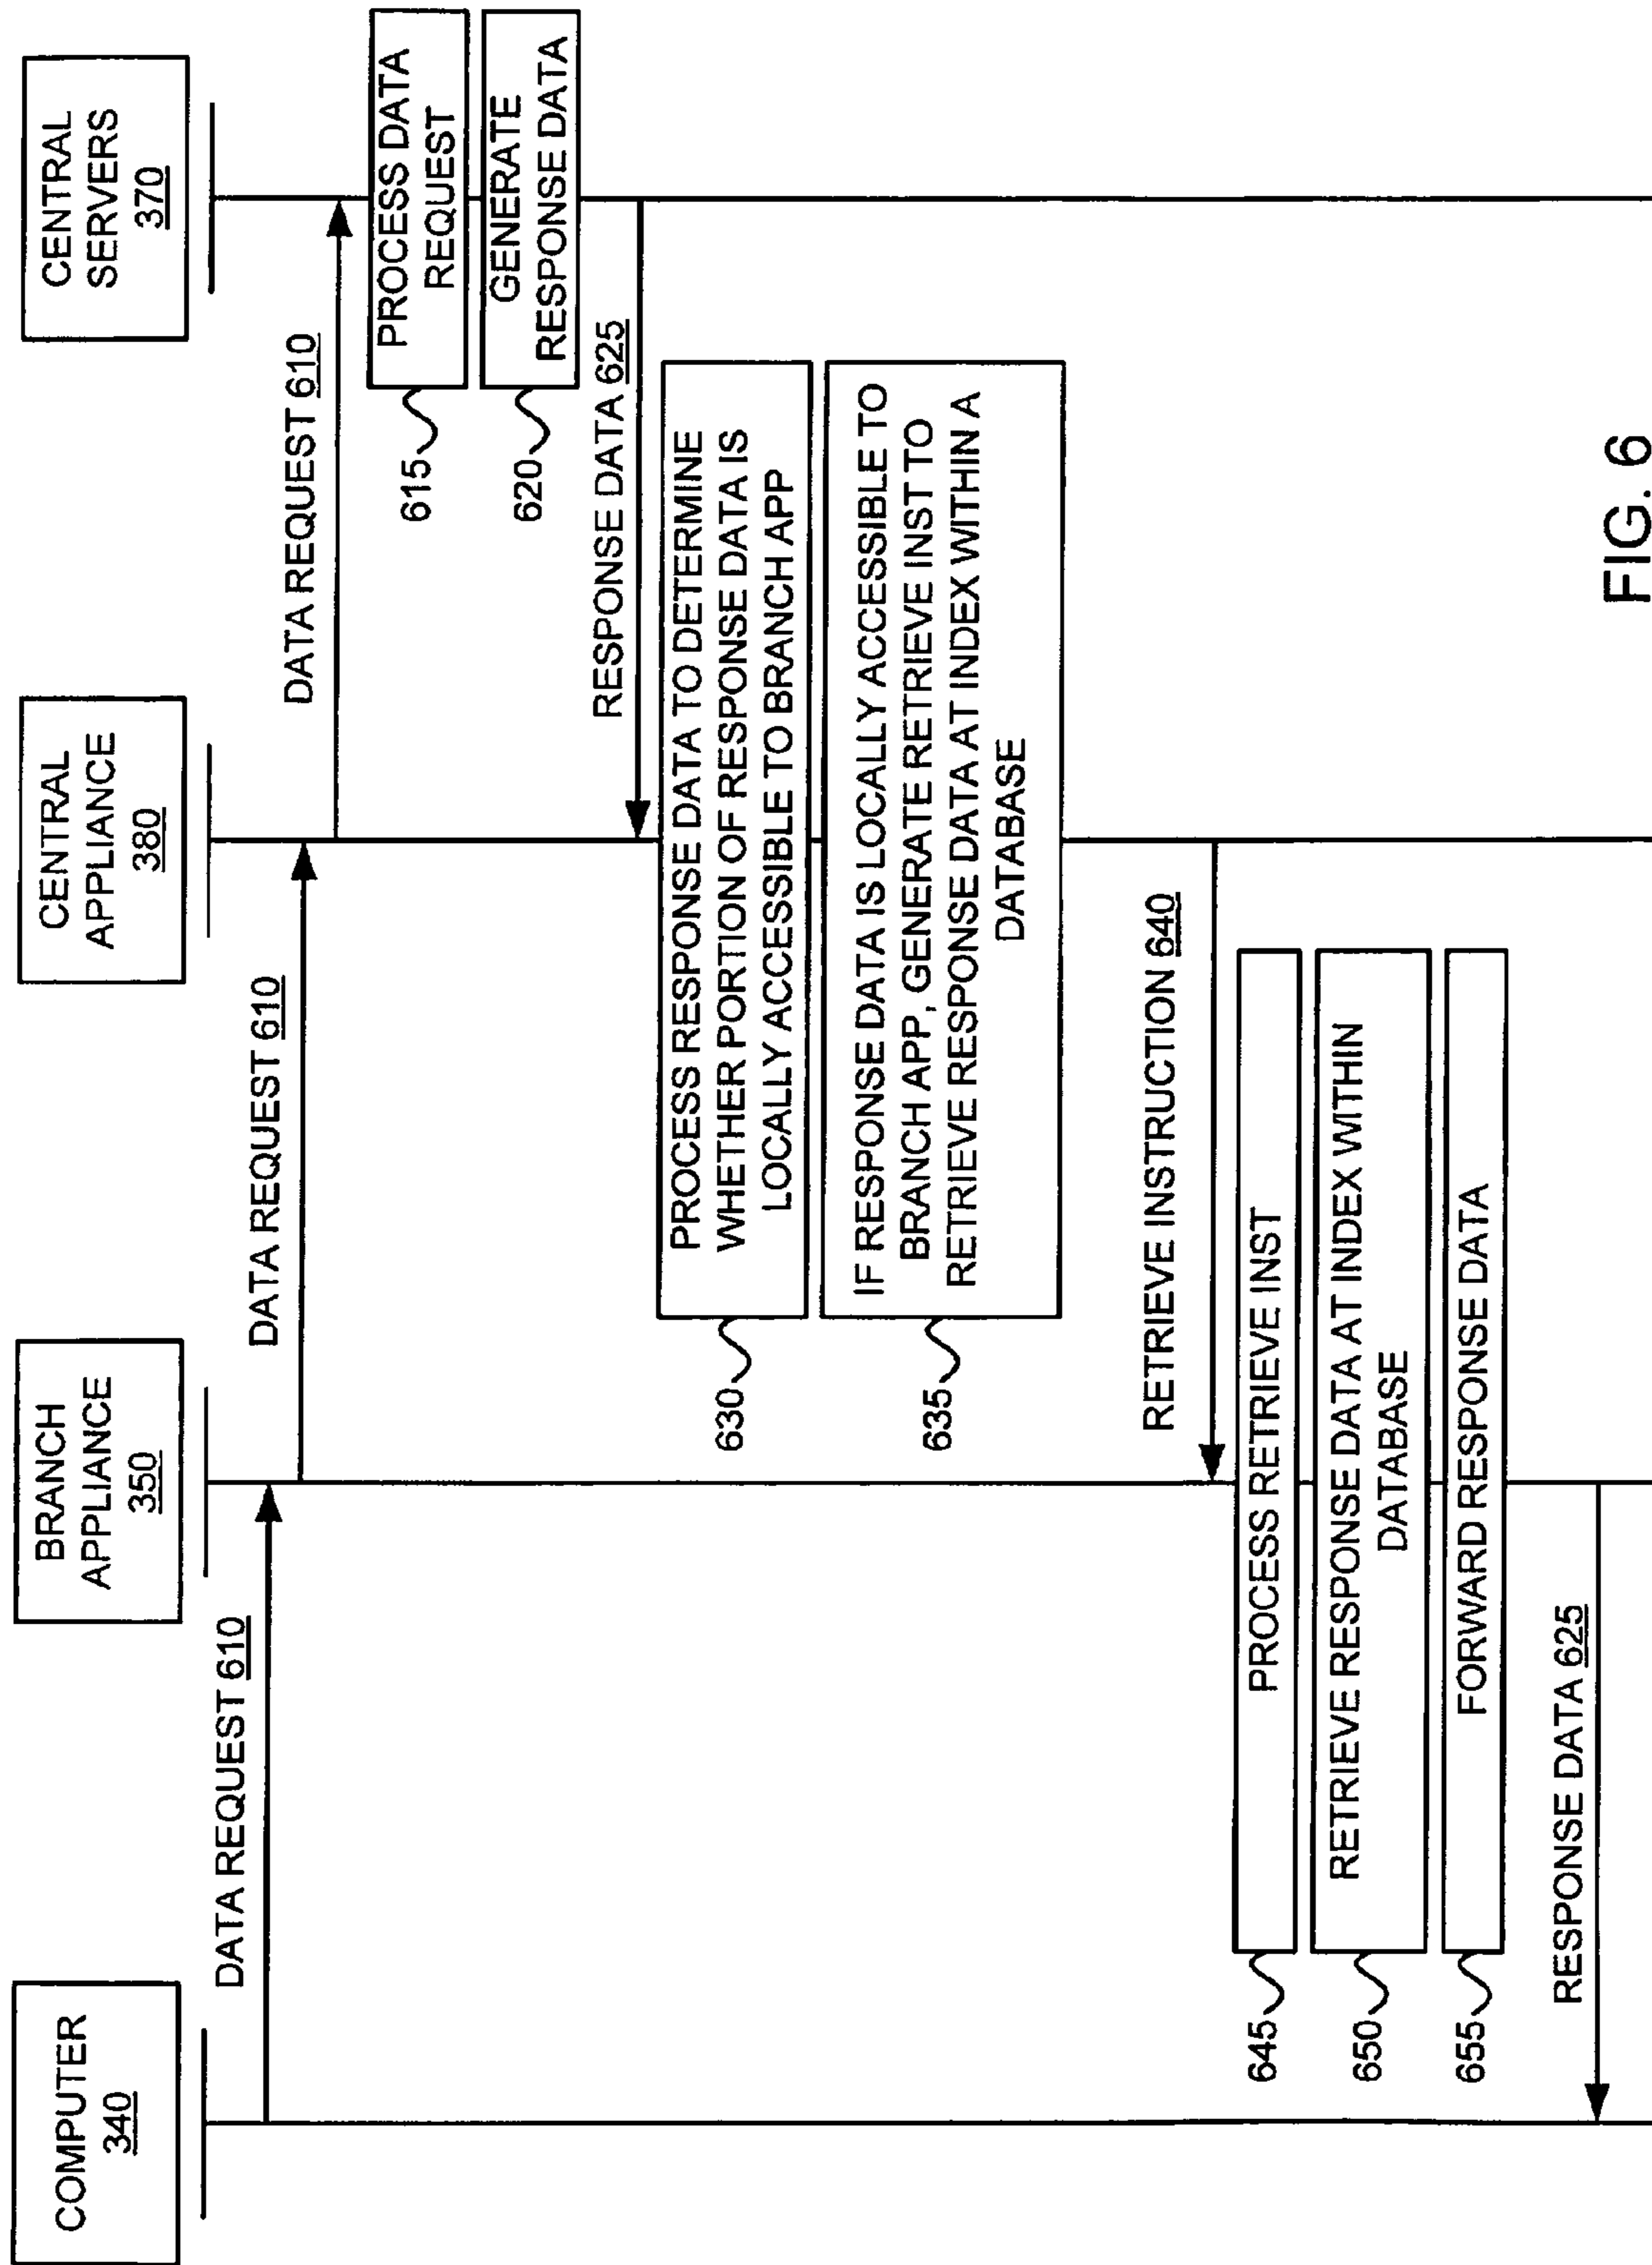 COMPUTER
340
BRANCH
APPLIANCE
350
CENTRAL
APPLIANCE
380
CENTRAL
SERVERS
370
DATA REQUEST 610
DATA REQUEST 610
DATA REQUEST 610
615
PROCESS DATA
REQUEST
620
GENERATE
RESPONSE DATA
RESPONSE DATA 625
630
PROCESS RESPONSE DATA TO DETERMINE
WHETHER PORTION OF RESPONSE DATA IS
LOCALLY ACCESSIBLE TO BRANCH APP
635
IF RESPONSE DATA IS LOCALLY ACCESSIBLE TO
BRANCH APP, GENERATE RETRIEVE INST TO
RETRIEVE RESPONSE DATA AT INDEX WITHIN A
DATABASE
RETRIEVE INSTRUCTION 640
645
PROCESS RETRIEVE INST
650
RETRIEVE RESPONSE DATA AT INDEX WITHIN
DATABASE
655
FORWARD RESPONSE DATA
RESPONSE DATA 625
FIG. 6